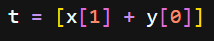 t = [x[1] + y[0]]